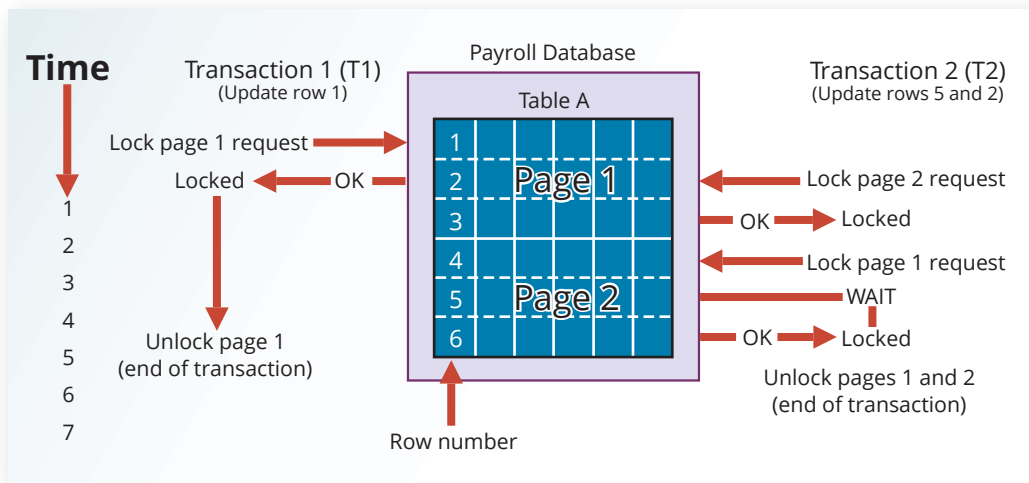 Payroll Database
Time
Transaction 1 (T1)
(Update row 1)
Transaction 2 (T2)
(Update rows 5 and 2)
Table A
Lock page 1 request
Locked
OK
1
2
3
4
5
6
7
Unlock page 1
(end of transaction)
1
2
3
4
5
6
Page 1
Page 2
Row number
Lock page 2 request
OK
Locked
Lock page 1 request
WAIT
OK
Locked
Unlock pages 1 and 2
(end of transaction)